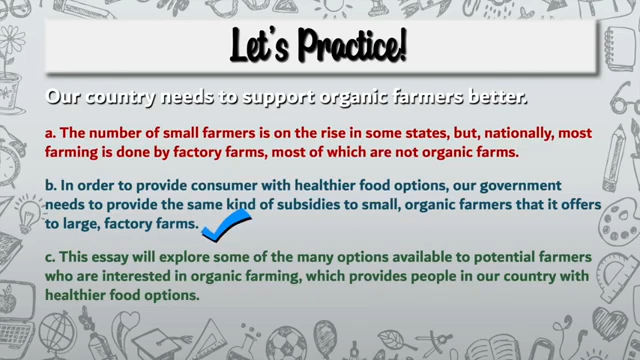 Let's Practice!
Our country needs to support organic farmers better.
a. The number of small farmers is on the rise in some states, but, nationally, most
farming is done by factory farms, most of which are not organic farms.
b. In order to provide consumer with healthier food options, our government
needs to provide the same kind of subsidies to small, organic farmers that it offers
to large, factory farms.
c. This essay will explore some of the many options available to potential farmers
who are interested in organic farming, which provides people in our country with
healthier food options.